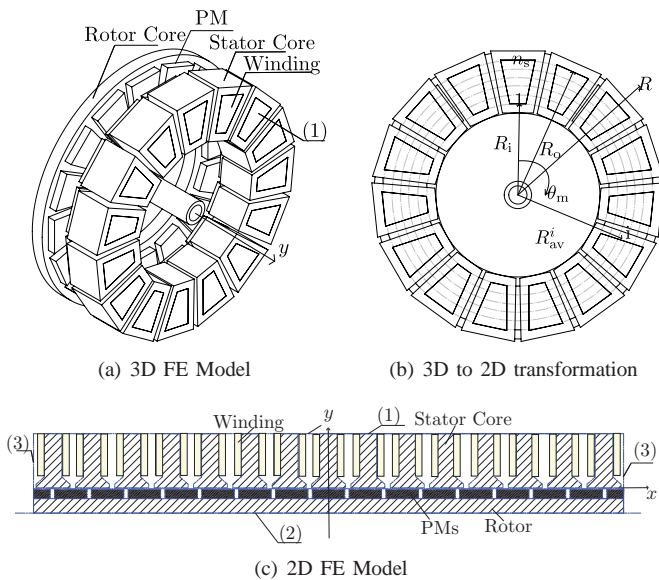 PM
Rotor Core
Stator Core
Winding
(1)
y
(a) 3D FE Model
n_s
R
R_i
R_o
θ_m
R^i_av
i
1
(b) 3D to 2D transformation
Winding
y
(1)
Stator Core
(3)
(3)
x
(2)
PMs
Rotor
(c) 2D FE Model